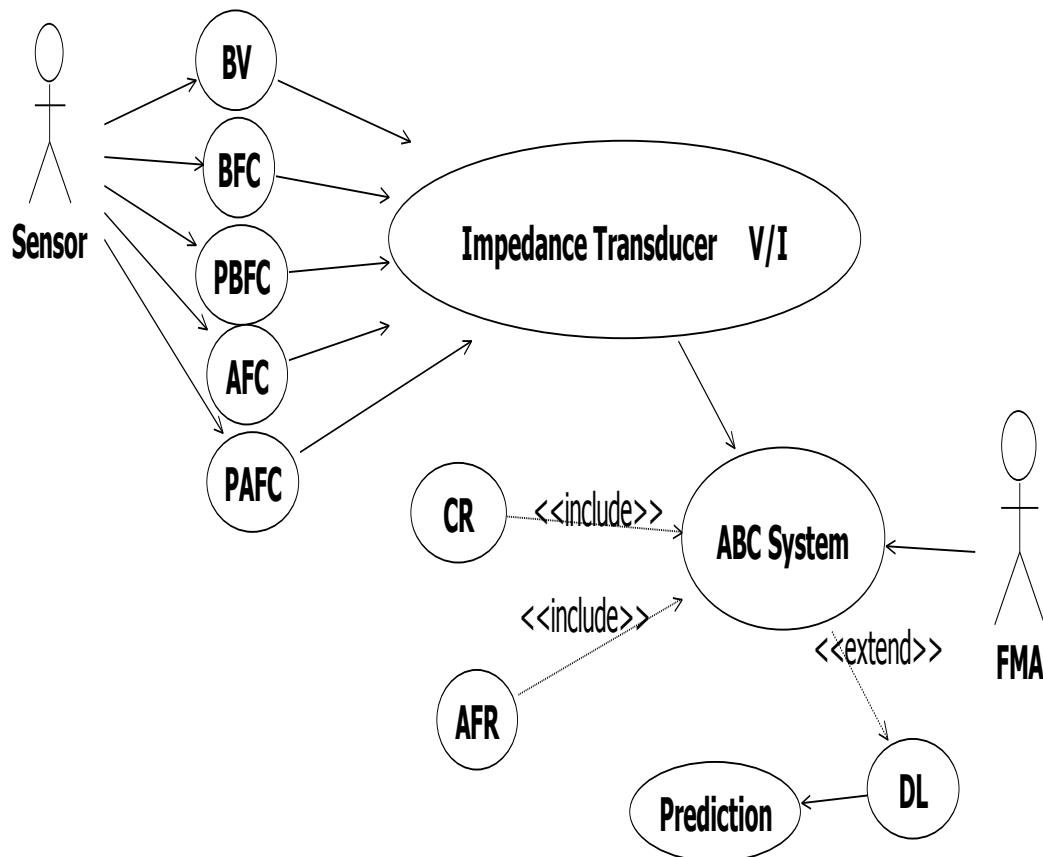 BV
BFC
Sensor
PBFC
Impedance Transducer V/I
AFC
PAFC
CR
<<include>>
ABC System
<<include>>
<<extend>>
FMA
AFR
DL
Prediction